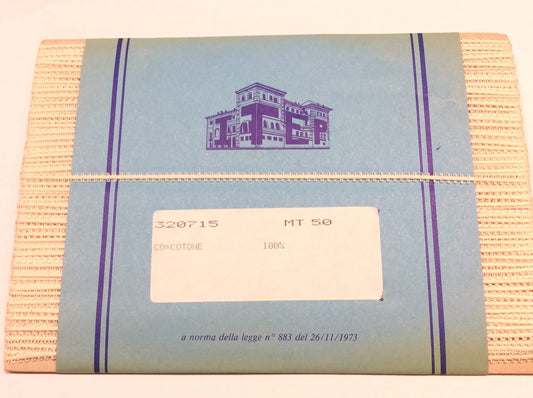 320715 MT 50
CO=COTONE 100%
a norma della legge n° 883 del 26/11/1973